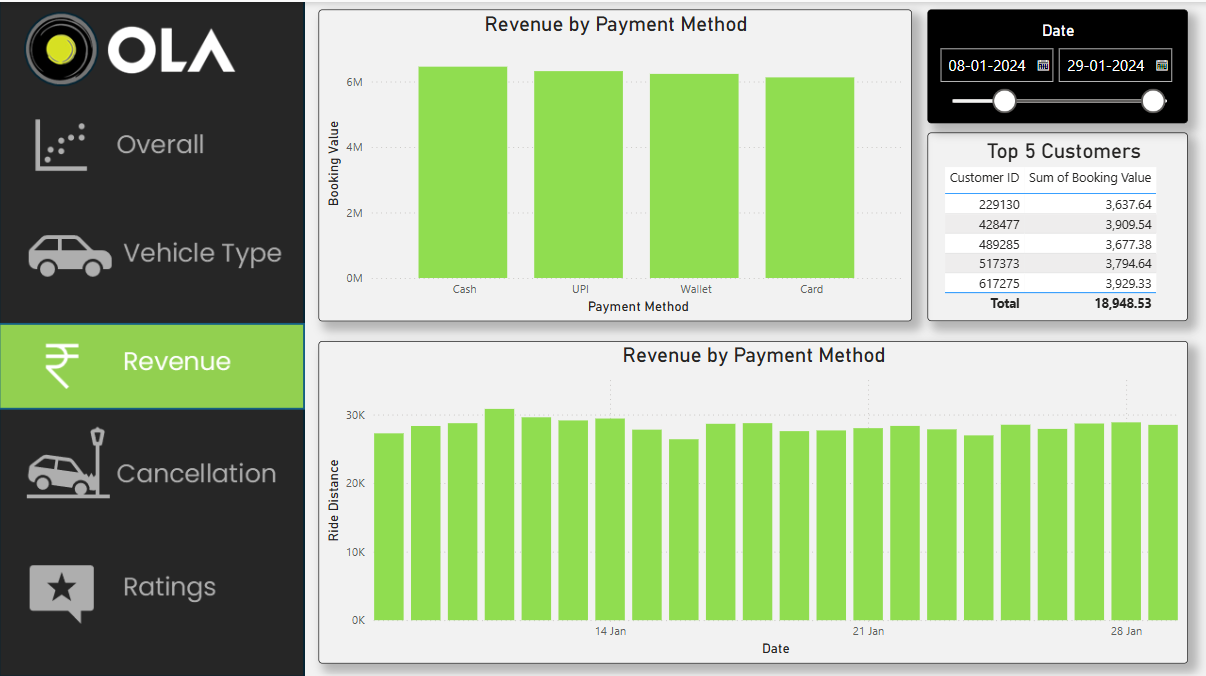 OLA
Overall
Vehicle Type
Revenue
Cancellation
Ratings
Revenue by Payment Method
Booking Value
6M
4M
2M
0M
Cash UPI Wallet Card
Payment Method
Date
08-01-2024 29-01-2024
Top 5 Customers
Customer ID Sum of Booking Value
229130 3,637.64
428477 3,909.54
489285 3,677.38
517373 3,794.64
617275 3,929.33
Total 18,948.53
Revenue by Payment Method
Ride Distance
30K
20K
10K
0K
14 Jan 21 Jan 28 Jan
Date